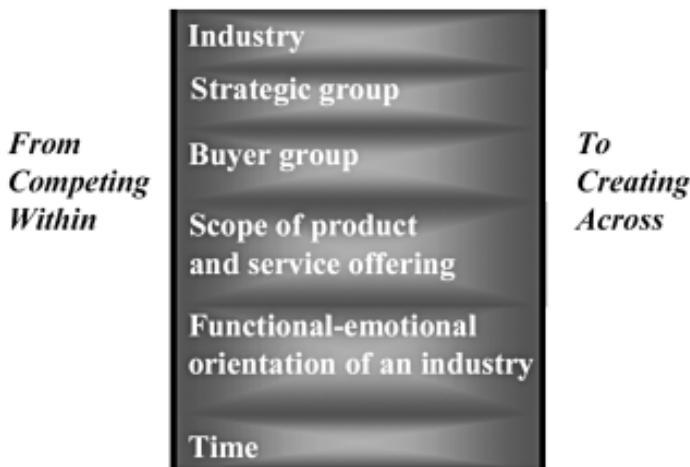 From
Competing
Within
Industry
Strategic group
Buyer group
Scope of product
and service offering
Functional-emotional
orientation of an industry
Time
To
Creating
Across